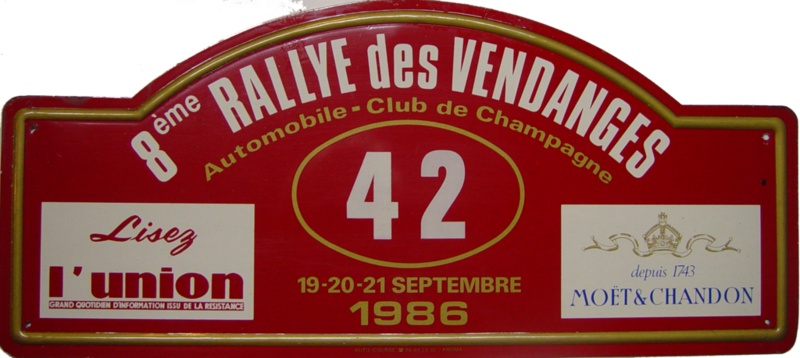 8ème RALLYE des VENDANGES
Automobile-Club de Champagne
42
Lisez
l'union
GRAND QUOTIDIEN D'INFORMATION ISSU DE LA RESISTANCE
19-20-21 SEPTEMBRE
1986
depuis 1743
MOËT&CHANDON